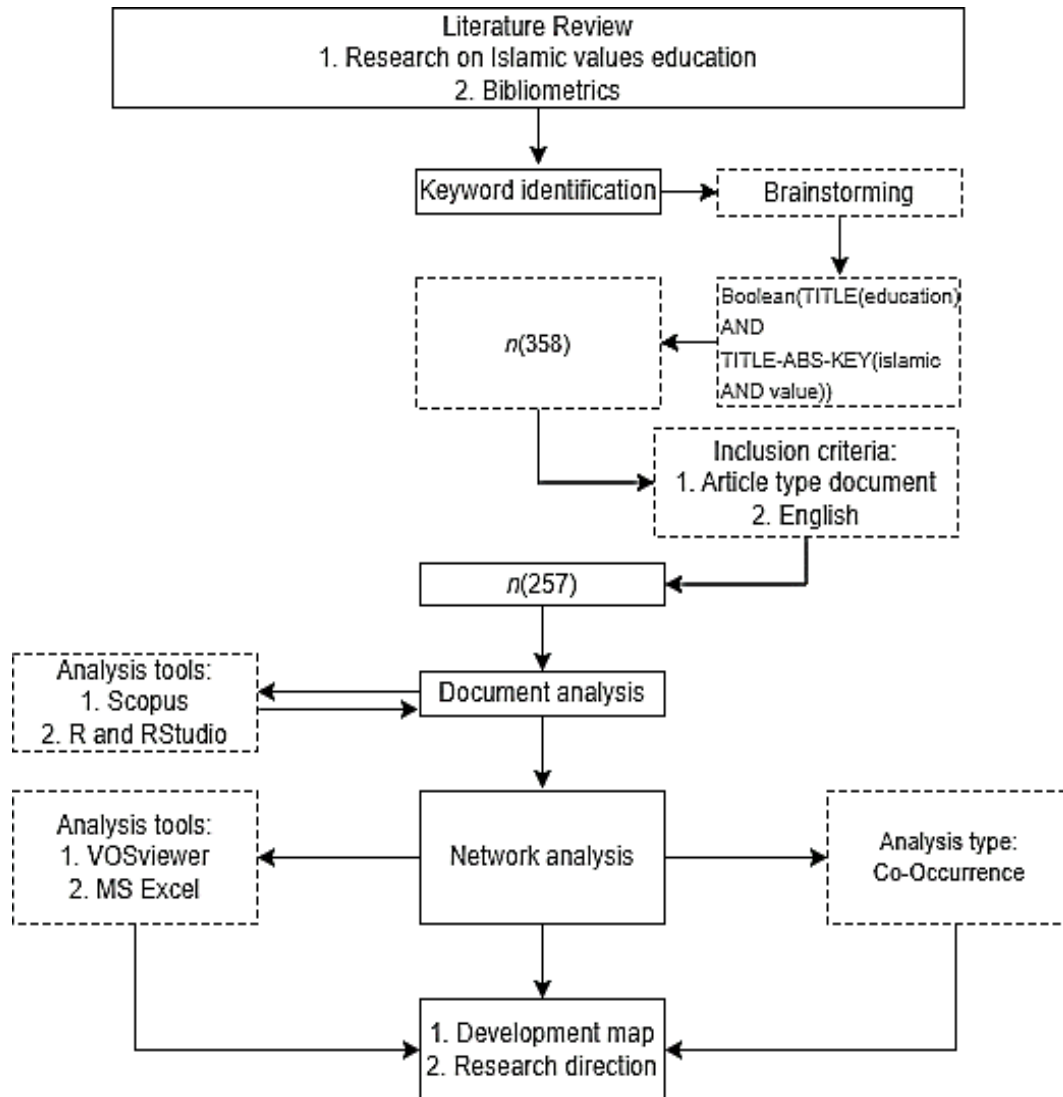 Literature Review
1. Research on Islamic values education
2. Bibliometrics
Keyword identification
Brainstorming
Boolean(TITLE(education)
AND
TITLE-ABS-KEY(islamic
AND value))
n(358)
Inclusion criteria:
1. Article type document
2. English
n(257)
Analysis tools:
1. Scopus
2. R and RStudio
Document analysis
Analysis tools:
1. VOSviewer
2. MS Excel
Network analysis
Analysis type:
Co-Occurrence
1. Development map
2. Research direction